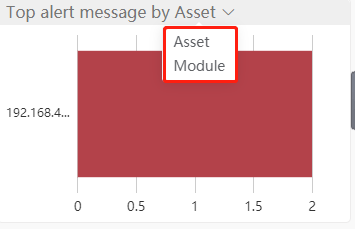 Top alert message by Asset
Asset
Module
192.168.4...
0 0.5 1 1.5 2